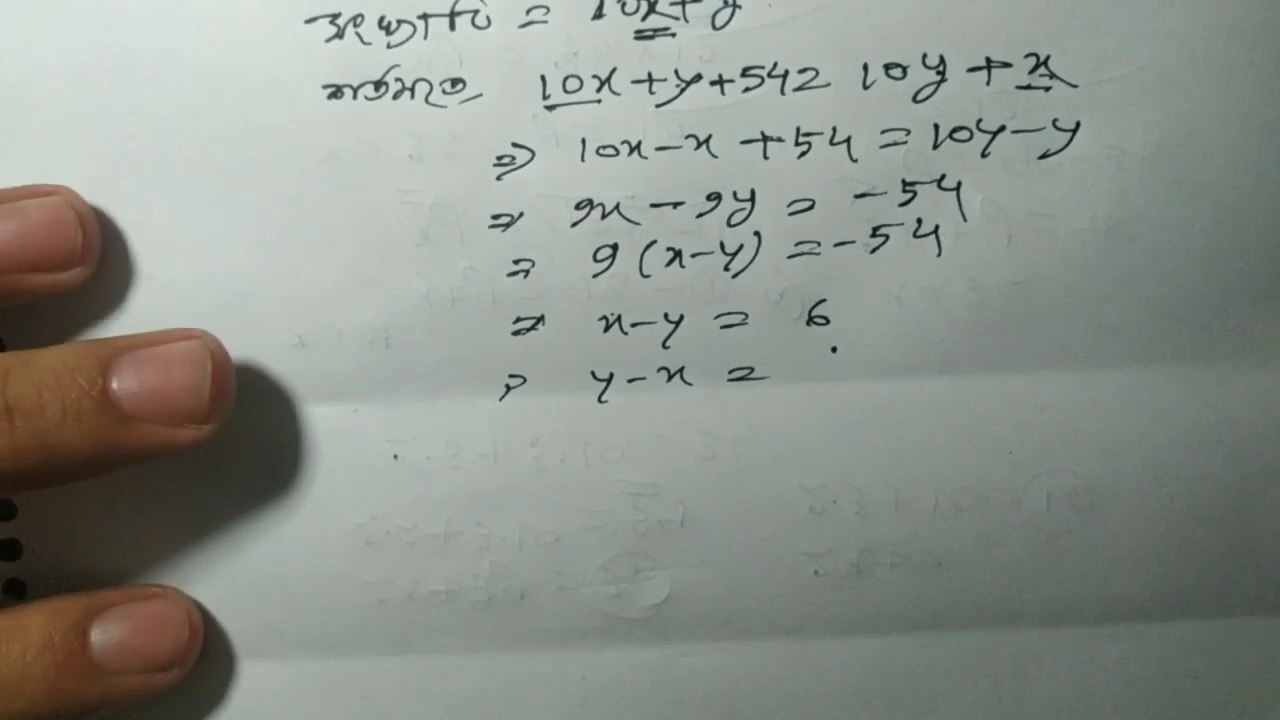 সংখ্যাটি = 10x+y
শর্তমতে, 10x+y+54= 10y+x
⇒ 10x-x+54=10y-y
⇒ 9x-9y = -54
= 9(x-y) =-54
⇒ x-y = 6
⇒ y-x =